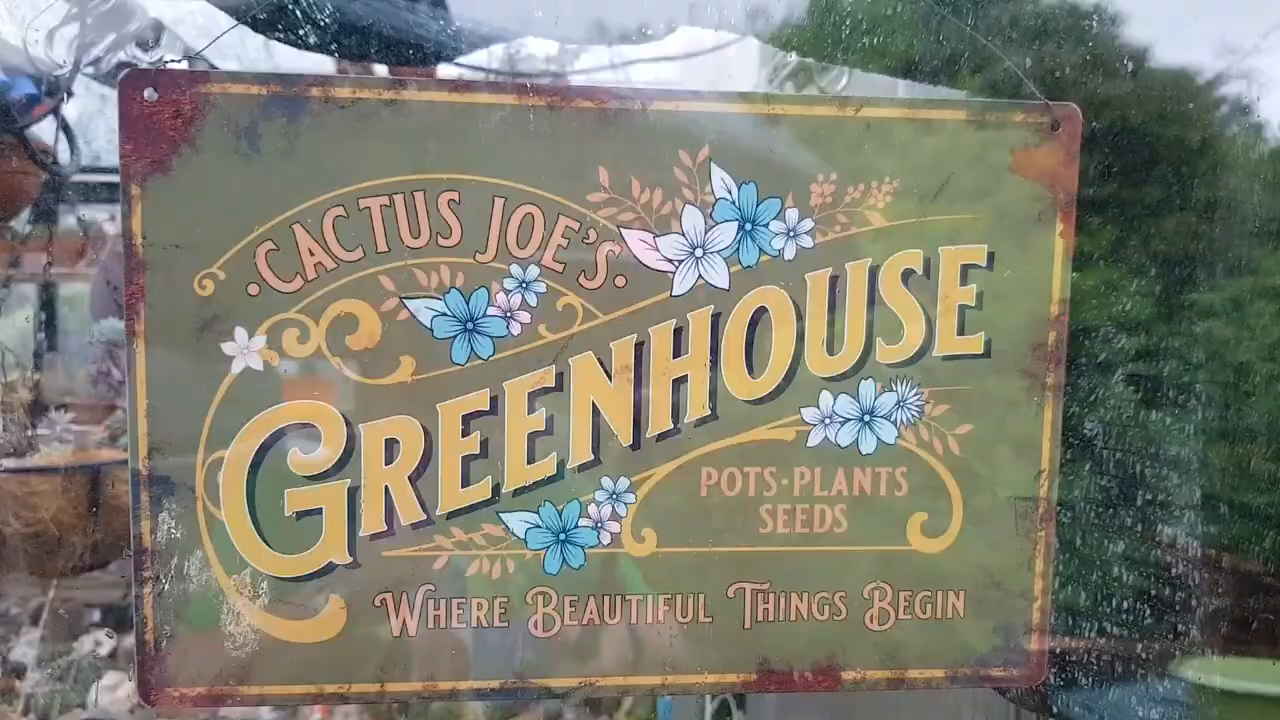 ·CACTUS JOE'S·
GREENHOUSE
POTS·PLANTS
SEEDS
WHERE BEAUTIFUL THINGS BEGIN